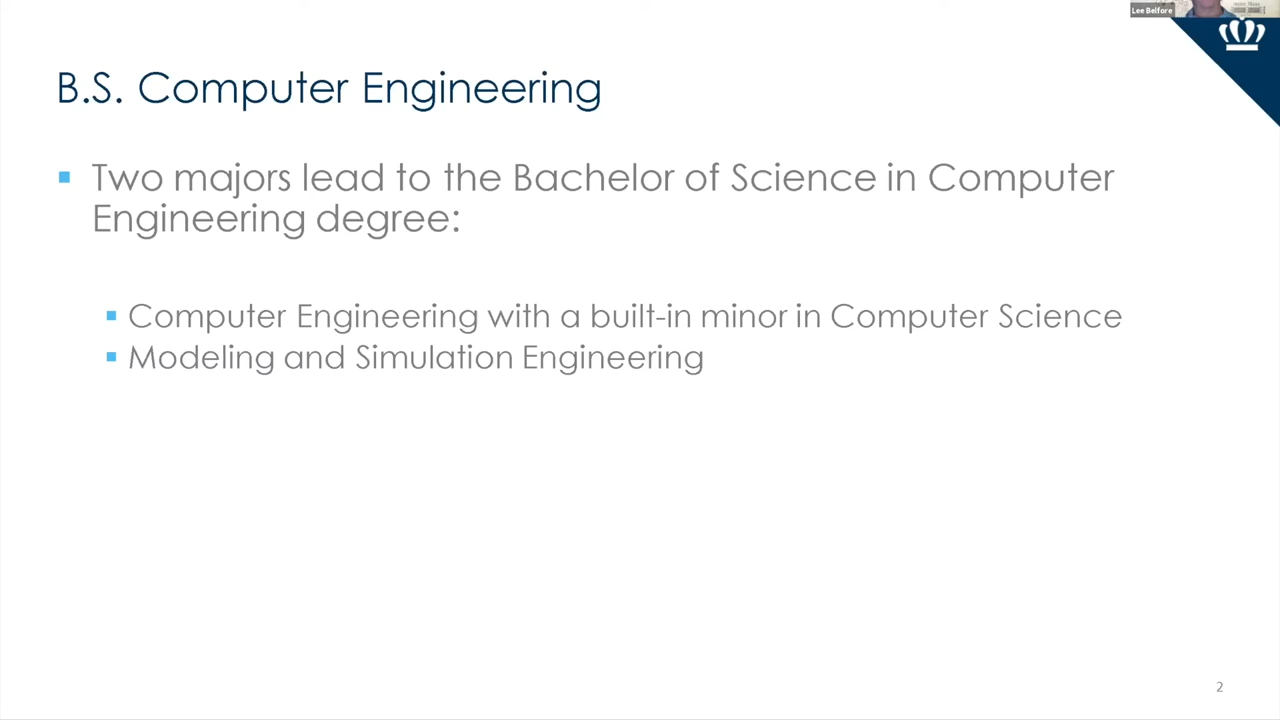 Lee Belfore
B.S. Computer Engineering
Two majors lead to the Bachelor of Science in Computer
Engineering degree:
Computer Engineering with a built-in minor in Computer Science
Modeling and Simulation Engineering
2